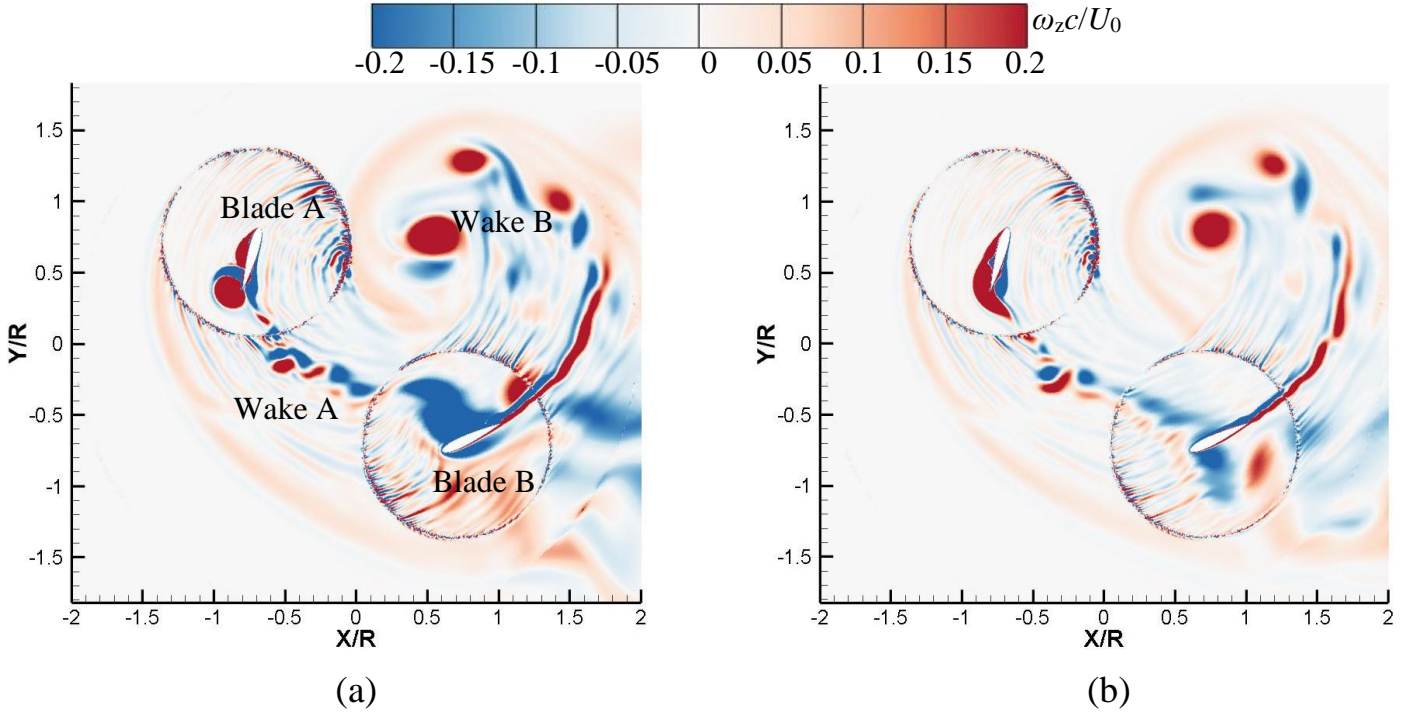 ωzc/U0
-0.2 -0.15 -0.1 -0.05 0 0.05 0.1 0.15 0.2
1.5
1
0.5
0
-0.5
-1
-1.5
Y/R
Blade A
Wake B
Wake A
Blade B
-2 -1.5 -1 -0.5 0 0.5 1 1.5 2
X/R
(a)
1.5
1
0.5
0
-0.5
-1
-1.5
Y/R
-2 -1.5 -1 -0.5 0 0.5 1 1.5 2
X/R
(b)